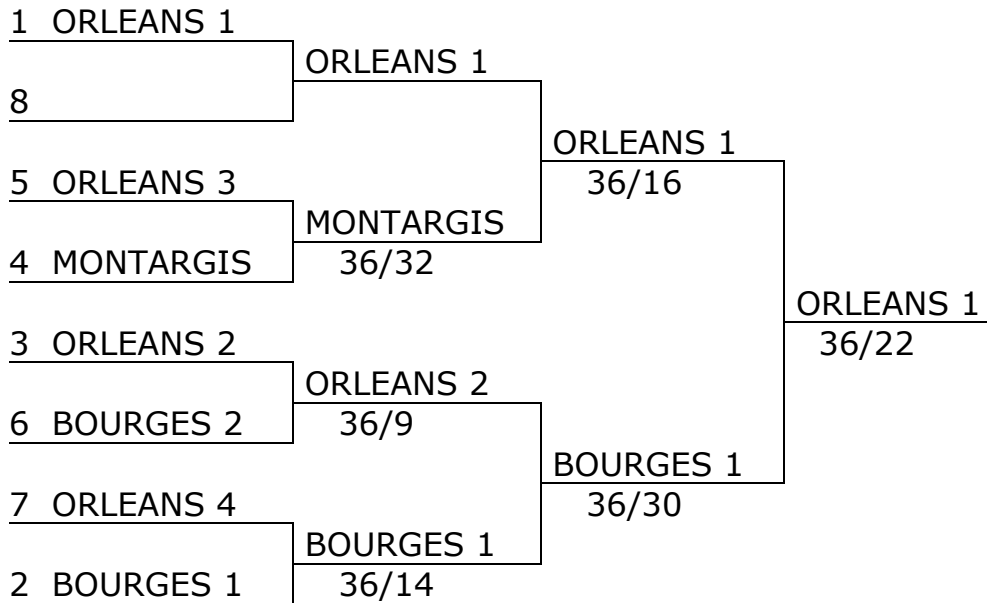 1 ORLEANS 1
ORLEANS 1
8
ORLEANS 1
5 ORLEANS 3
36/16
MONTARGIS
4 MONTARGIS
36/32
ORLEANS 1
3 ORLEANS 2
36/22
ORLEANS 2
6 BOURGES 2
36/9
BOURGES 1
7 ORLEANS 4
36/30
BOURGES 1
2 BOURGES 1
36/14